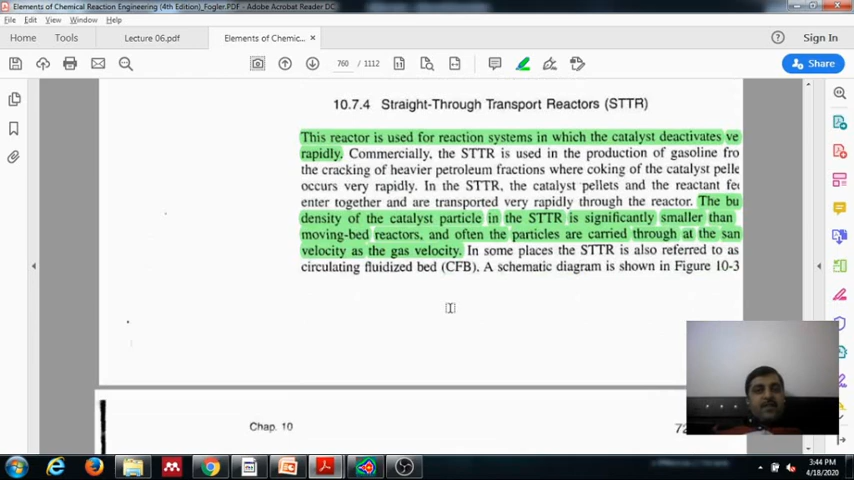 Elements of Chemical Reaction Engineering (4th Edition)_Fogler.PDF - Adobe Acrobat Reader DC
File Edit View Window Help
Home Tools Lecture 06.pdf Elements of Chemic... × Sign In
760 / 1112 Share
10.7.4 Straight-Through Transport Reactors (STTR)
This reactor is used for reaction systems in which the catalyst deactivates ve
rapidly. Commercially, the STTR is used in the production of gasoline fro
the cracking of heavier petroleum fractions where coking of the catalyst pelle
occurs very rapidly. In the STTR, the catalyst pellets and the reactant fee
enter together and are transported very rapidly through the reactor. The bu
density of the catalyst particle in the STTR is significantly smaller than
moving-bed reactors, and often the particles are carried through at the san
velocity as the gas velocity. In some places the STTR is also referred to as
circulating fluidized bed (CFB). A schematic diagram is shown in Figure 10-3
Chap. 10
72
3:44 PM
4/18/2020